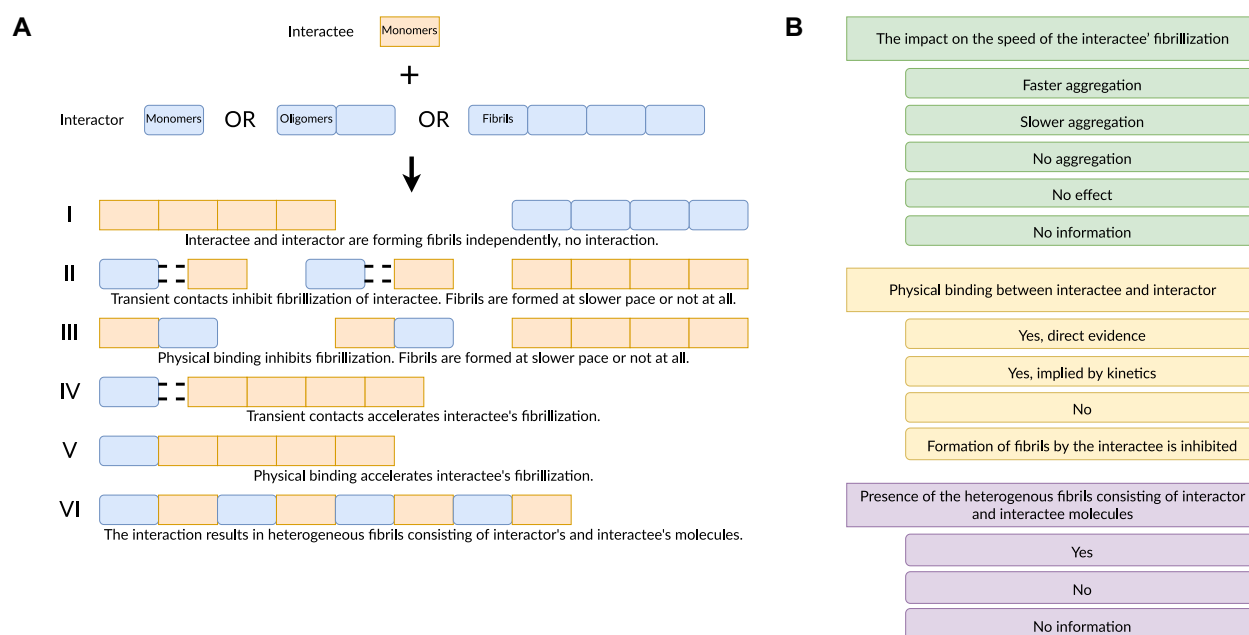 A
Interactee
Monomers
+
Interactor
Monomers
OR
Oligomers
OR
Fibrils
I
Interactee and interactor are forming fibrils independently, no interaction.
II
Transient contacts inhibit fibrillization of interactee. Fibrils are formed at slower pace or not at all.
III
Physical binding inhibits fibrillization. Fibrils are formed at slower pace or not at all.
IV
Transient contacts accelerates interactee's fibrillization.
V
Physical binding accelerates interactee's fibrillization.
VI
The interaction results in heterogeneous fibrils consisting of interactor's and interactee's molecules.
B
The impact on the speed of the interactee' fibrillization
Faster aggregation
Slower aggregation
No aggregation
No effect
No information
Physical binding between interactee and interactor
Yes, direct evidence
Yes, implied by kinetics
No
Formation of fibrils by the interactee is inhibited
Presence of the heterogenous fibrils consisting of interactor
and interactee molecules
Yes
No
No information